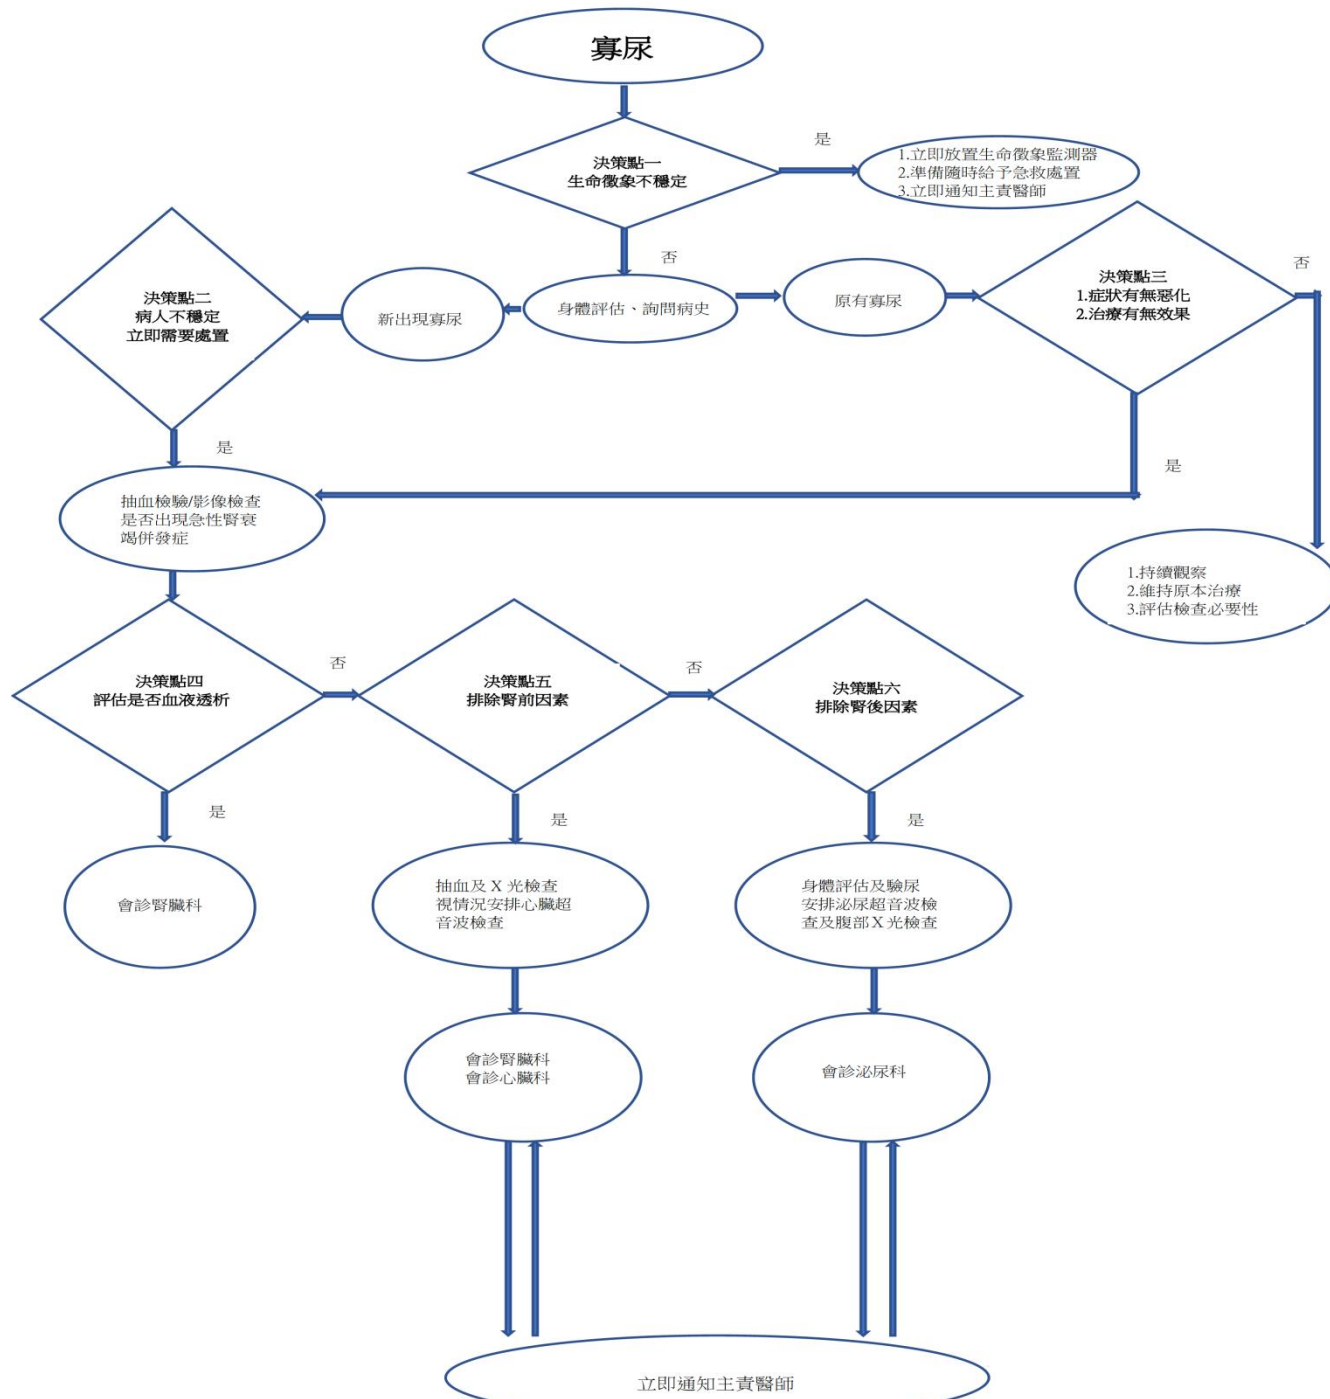 寡尿
決策點一
生命徵象不穩定
是
1.立即放置生命徵象監測器
2.準備隨時給予急救處置
3.立即通知主責醫師
否
身體評估、詢問病史
新出現寡尿
決策點二
病人不穩定
立即需要處置
原有寡尿
決策點三
1.症狀有無惡化
2.治療有無效果
否
是
是
抽血檢驗/影像檢查
是否出現急性腎衰
竭併發症
1.持續觀察
2.維持原本治療
3.評估檢查必要性
決策點四
評估是否血液透析
否
決策點五
排除腎前因素
否
決策點六
排除腎後因素
是
是
是
會診腎臟科
抽血及 X 光檢查
視情況安排心臟超
音波檢查
身體評估及驗尿
安排泌尿超音波檢
查及腹部 X 光檢查
會診腎臟科
會診心臟科
會診泌尿科
立即通知主責醫師